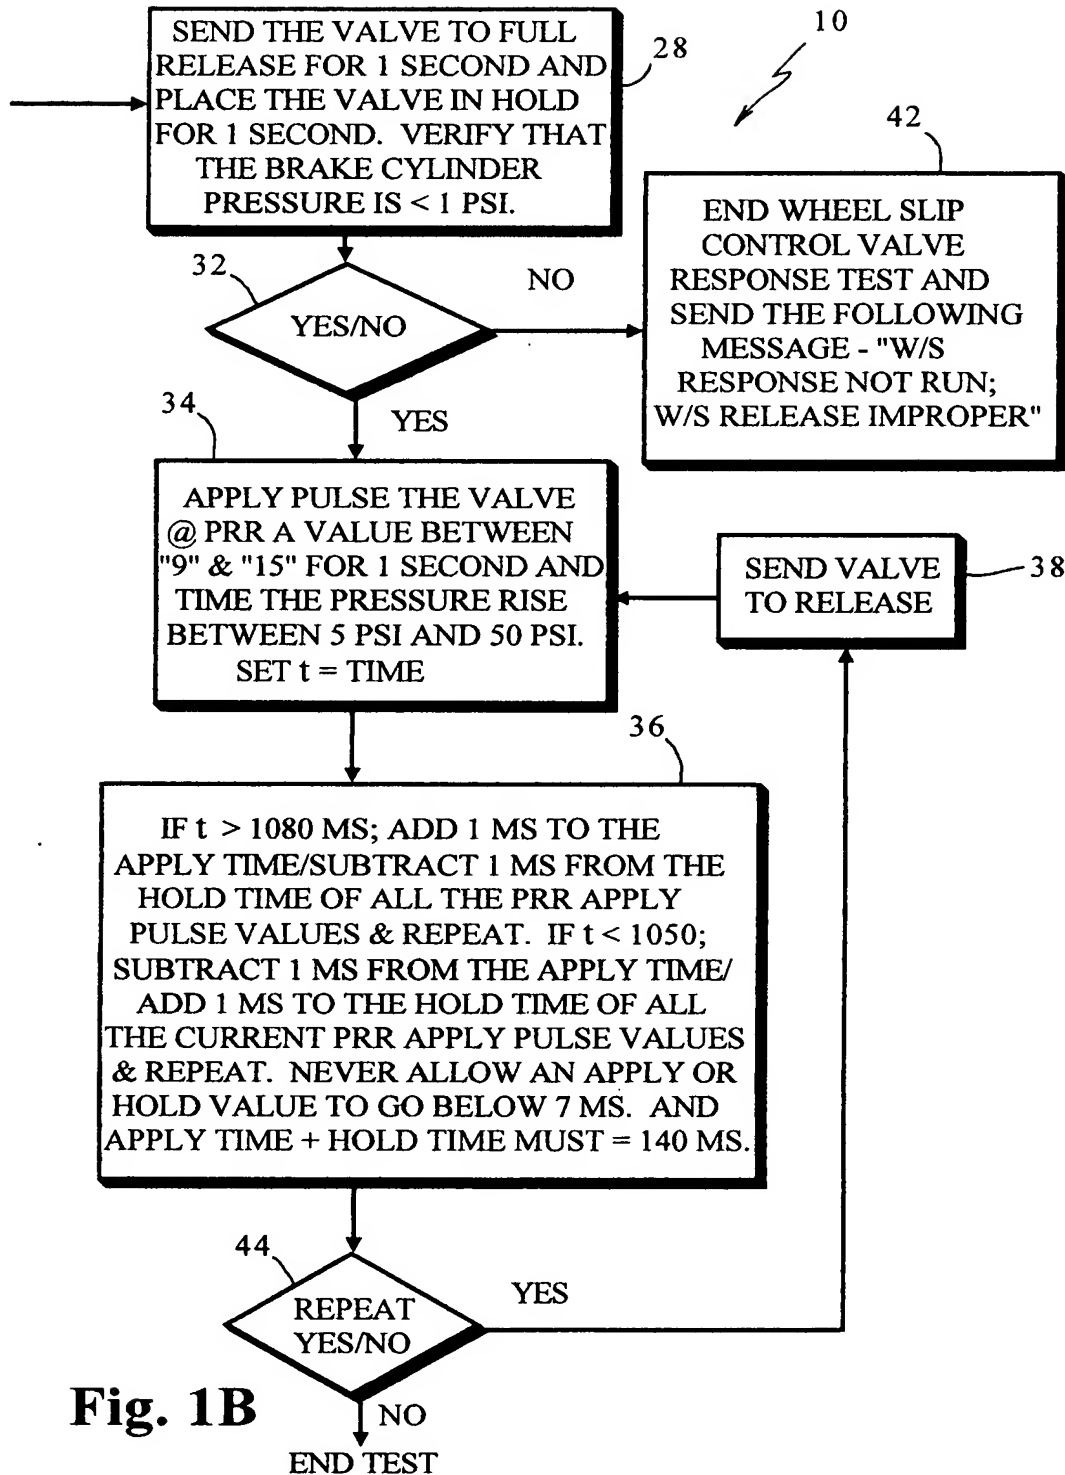 SEND THE VALVE TO FULL
RELEASE FOR 1 SECOND AND
PLACE THE VALVE IN HOLD
FOR 1 SECOND. VERIFY THAT
THE BRAKE CYLINDER
PRESSURE IS < 1 PSI.
28
10
42
END WHEEL SLIP
CONTROL VALVE
RESPONSE TEST AND
SEND THE FOLLOWING
MESSAGE - "W/S
RESPONSE NOT RUN;
W/S RELEASE IMPROPER"
32
YES/NO
NO
YES
34
APPLY PULSE THE VALVE
@ PRR A VALUE BETWEEN
"9" & "15" FOR 1 SECOND AND
TIME THE PRESSURE RISE
BETWEEN 5 PSI AND 50 PSI.
SET t = TIME
SEND VALVE
TO RELEASE
38
36
IF t > 1080 MS; ADD 1 MS TO THE
APPLY TIME/SUBTRACT 1 MS FROM THE
HOLD TIME OF ALL THE PRR APPLY
PULSE VALUES & REPEAT. IF t < 1050;
SUBTRACT 1 MS FROM THE APPLY TIME/
ADD 1 MS TO THE HOLD TIME OF ALL
THE CURRENT PRR APPLY PULSE VALUES
& REPEAT. NEVER ALLOW AN APPLY OR
HOLD VALUE TO GO BELOW 7 MS. AND
APPLY TIME + HOLD TIME MUST = 140 MS.
44
REPEAT
YES/NO
YES
NO
END TEST
Fig. 1B